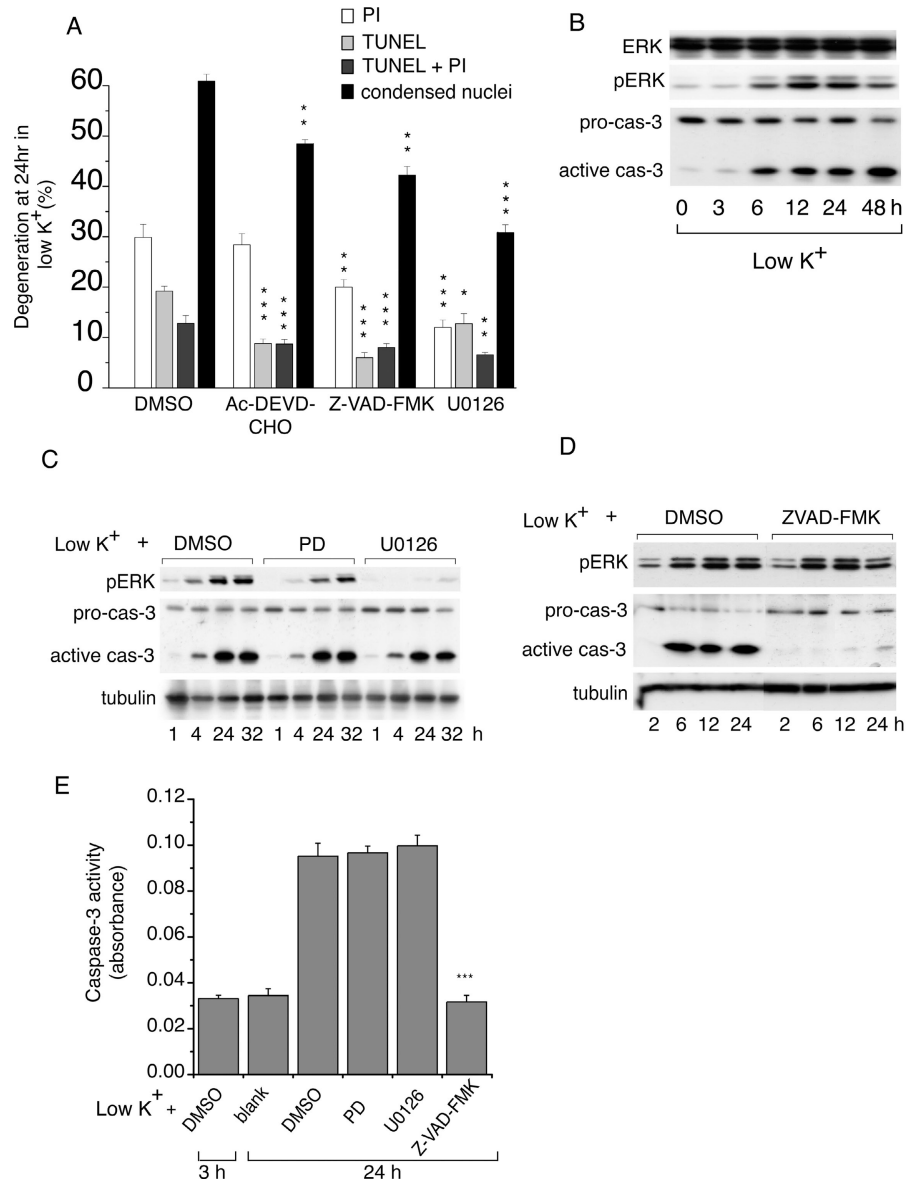 A
PI
TUNEL
TUNEL + PI
condensed nuclei
Degeneration at 24hr in
low K+(%)
60
50
40
30
20
10
0
**
**
***
***
***
**
***
***
***
*
**
***
DMSO
Ac-DEVD-
CHO
Z-VAD-FMK
U0126
B
ERK
pERK
pro-cas-3
active cas-3
0 3 6 12 24 48 h
Low K+
C
Low K+ + DMSO PD U0126
pERK
pro-cas-3
active cas-3
tubulin
1 4 24 32 1 4 24 32 1 4 24 32 h
D
Low K+ + DMSO ZVAD-FMK
pERK
pro-cas-3
active cas-3
tubulin
2 6 12 24 2 6 12 24 h
E
Caspase-3 activity
(absorbance)
0.12
0.10
0.08
0.06
0.04
0.02
0.00
***
Low K+ + DMSO blank DMSO PD U0126 Z-VAD-FMK
3 h 24 h